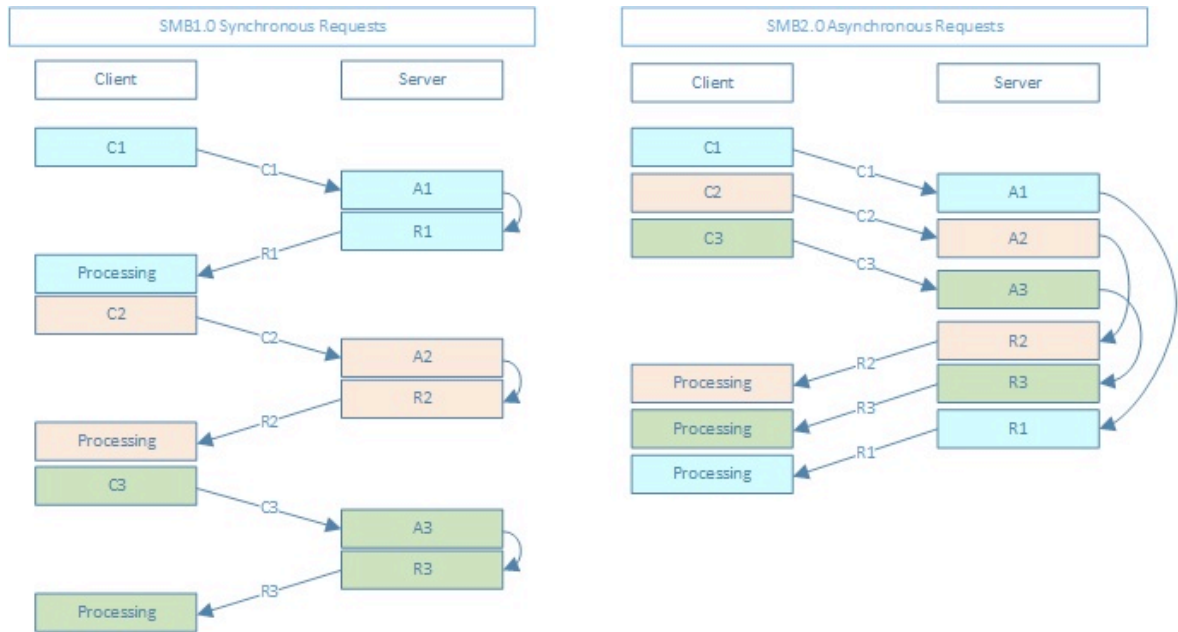 SMB1.0 Synchronous Requests
Client
Server
C1
C1
A1
R1
R1
Processing
C2
C2
A2
R2
R2
Processing
C3
C3
A3
R3
R3
Processing
SMB2.0 Asynchronous Requests
Client
Server
C1
C1
C2
A1
C2
C3
A2
C3
A3
R2
R2
Processing
R3
R3
Processing
R1
R1
Processing